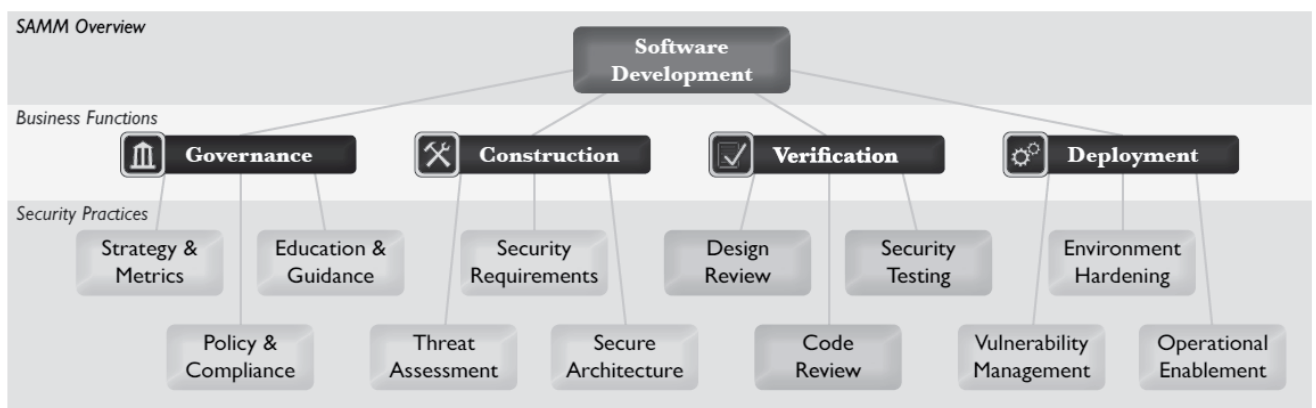 SAMM Overview
Software
Development
Business Functions
Governance
Construction
Verification
Deployment
Security Practices
Strategy &
Metrics
Education &
Guidance
Security
Requirements
Design
Review
Security
Testing
Environment
Hardening
Policy &
Compliance
Threat
Assessment
Secure
Architecture
Code
Review
Vulnerability
Management
Operational
Enablement